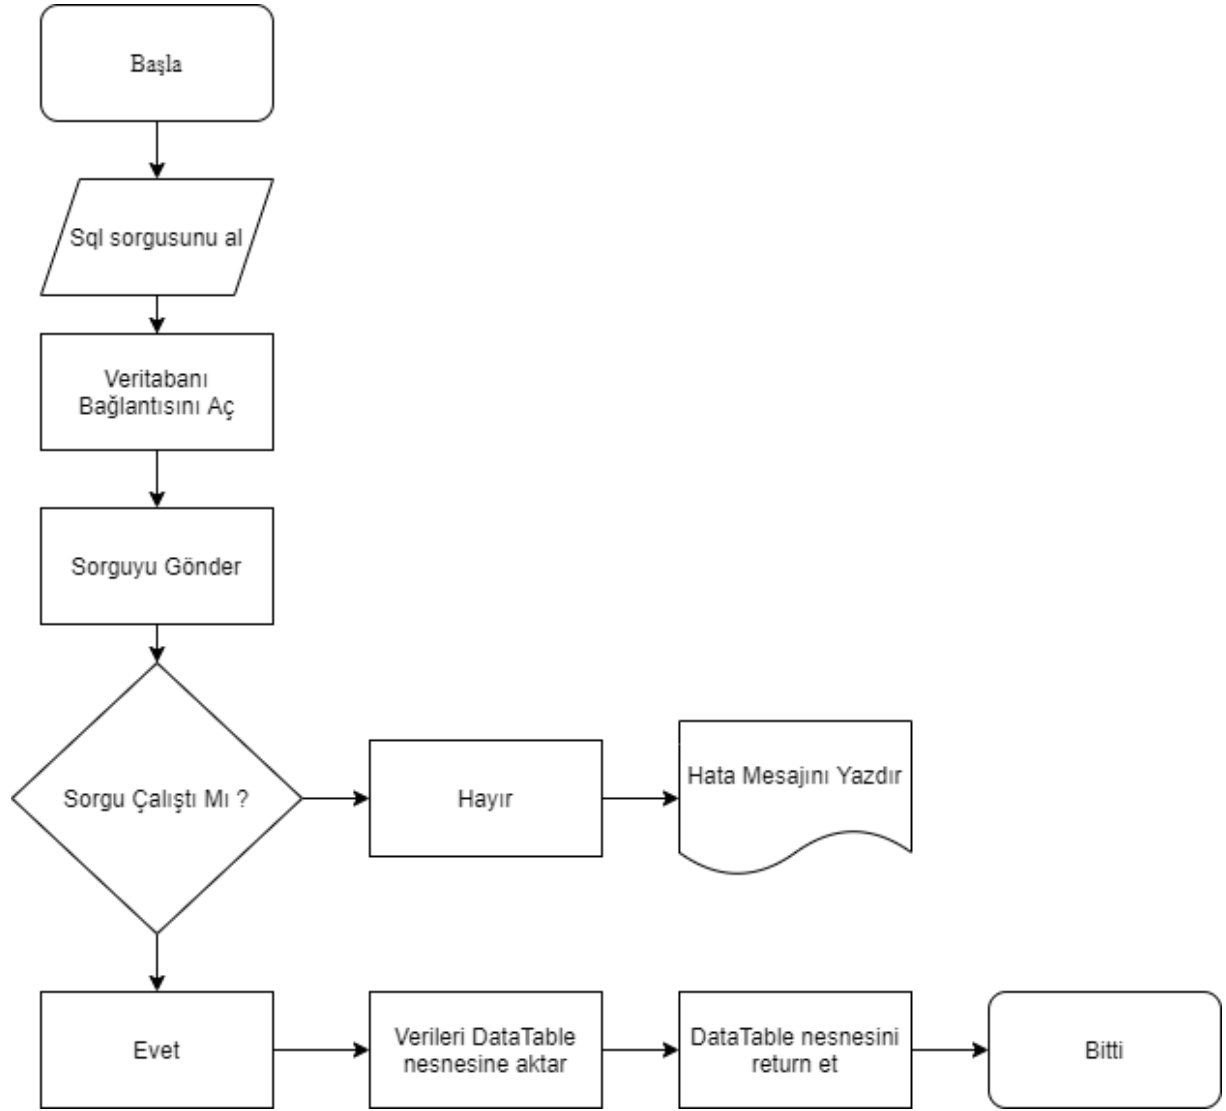 Başla
Sql sorgusunu al
Veritabanı
Bağlantısını Aç
Sorguyu Gönder
Sorgu Çalıştı Mı ?
Hayır
Hata Mesajını Yazdır
Evet
Verileri DataTable
nesnesine aktar
DataTable nesnesini
return et
Bitti